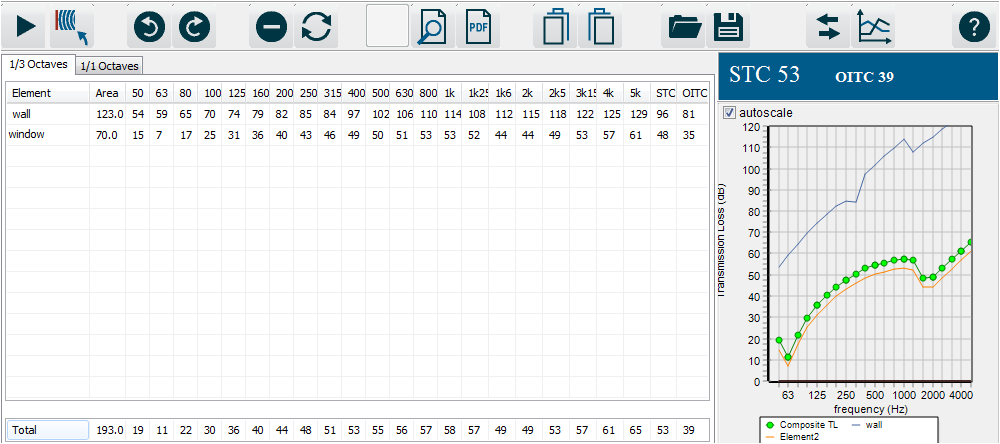 PDF
?
1/3 Octaves 1/1 Octaves
STC 53 OITC 39
Element Area 50 63 80 100 125 160 200 250 315 400 500 630 800 1k 1k25 1k6 2k 2k5 3k15 4k 5k STC OITC
wall 123.0 54 59 65 70 74 79 82 85 84 97 102 106 110 114 108 112 115 118 122 125 129 96 81
window 70.0 15 7 17 25 31 36 40 43 46 49 50 51 53 53 52 44 44 49 53 57 61 48 35
Total 193.0 19 11 22 30 36 40 44 48 51 53 55 56 57 58 57 49 49 53 57 61 65 53 39
autoscale
120
110
100
90
80
70
60
50
40
30
20
10
0
Transmission Loss (dB)
63 125 250 500 1000 2000 4000
frequency (Hz)
Composite TL wall
Element2